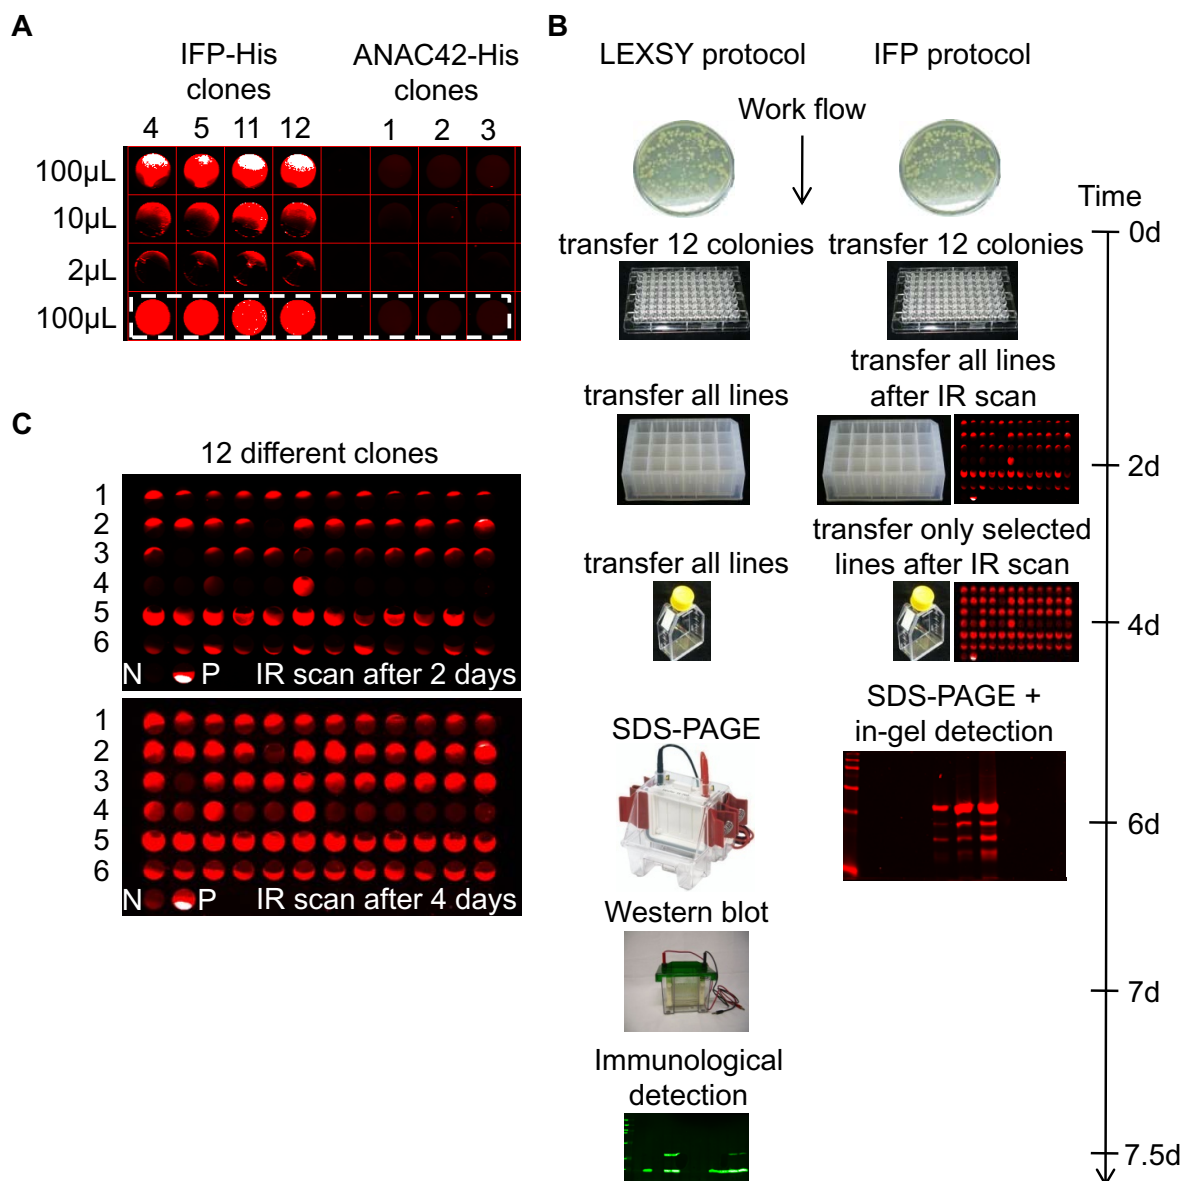 A
IFP-His
clones
ANAC42-His
clones
4 5 11 12 1 2 3
100µL
10µL
2µL
100µL
B
LEXSY protocol
IFP protocol
Work flow
Time
0d
transfer 12 colonies
transfer 12 colonies
transfer all lines
transfer all lines
after IR scan
2d
transfer all lines
transfer only selected
lines after IR scan
4d
SDS-PAGE
SDS-PAGE +
in-gel detection
6d
Western blot
7d
Immunological
detection
7.5d
C
12 different clones
1
2
3
4
5
6
N P IR scan after 2 days
1
2
3
4
5
6
N P IR scan after 4 days